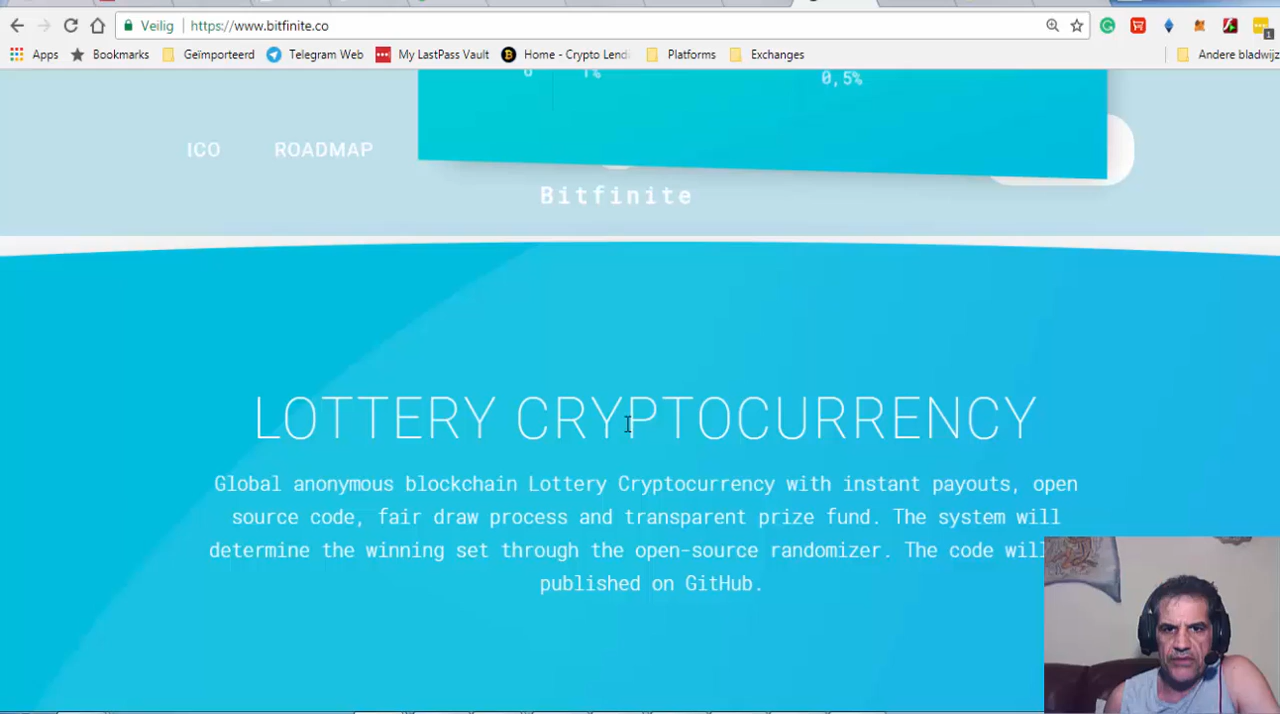 Veilig https://www.bitfinite.co
Apps Bookmarks Geïmporteerd Telegram Web My LastPass Vault Home - Crypto Lend Platforms Exchanges Andere bladwijz
1
6 1% 0,5%
ICO ROADMAP
Bitfinite
LOTTERY CRYPTOCURRENCY
Global anonymous blockchain Lottery Cryptocurrency with instant payouts, open
source code, fair draw process and transparent prize fund. The system will
determine the winning set through the open-source randomizer. The code will
published on GitHub.